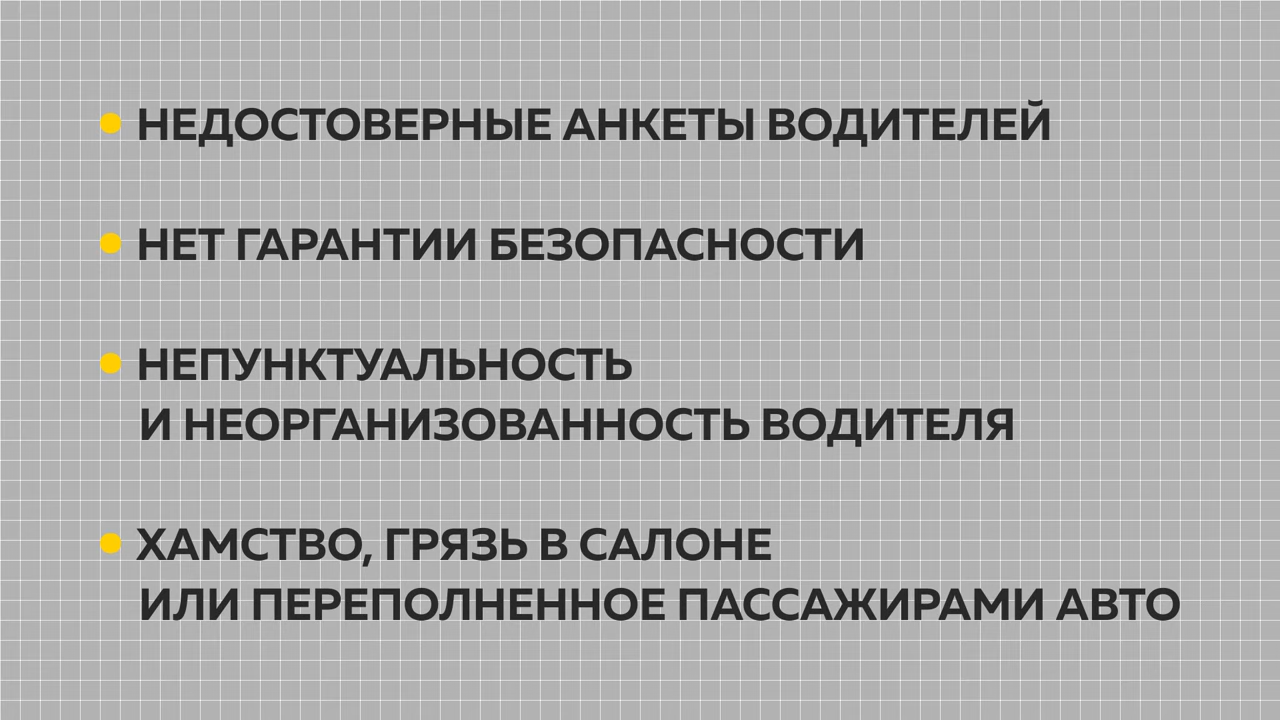 НЕДОСТОВЕРНЫЕ АНКЕТЫ ВОДИТЕЛЕЙ
НЕТ ГАРАНТИИ БЕЗОПАСНОСТИ
НЕПУНКТУАЛЬНОСТЬ
И НЕОРГАНИЗОВАННОСТЬ ВОДИТЕЛЯ
ХАМСТВО, ГРЯЗЬ В САЛОНЕ
ИЛИ ПЕРЕПОЛНЕННОЕ ПАССАЖИРАМИ АВТО